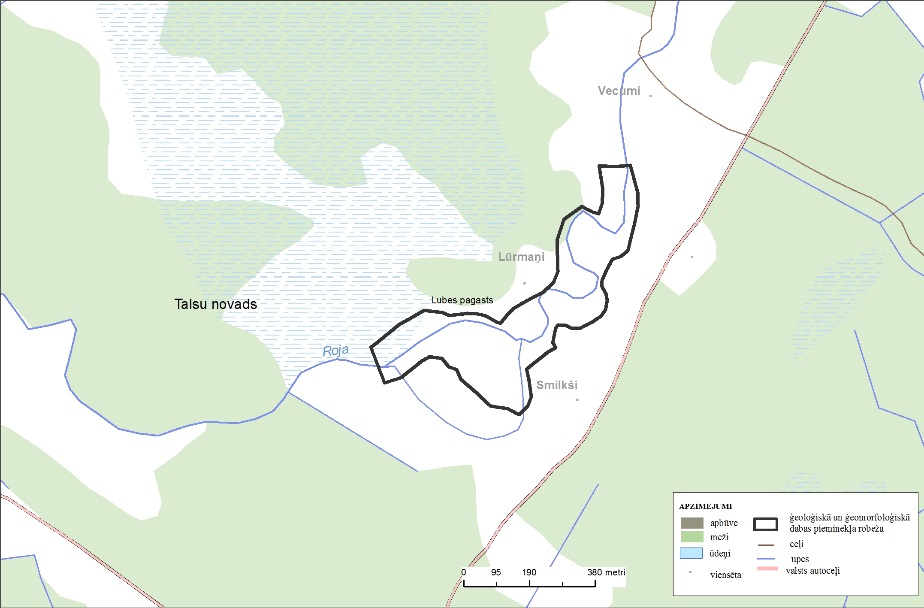 Vecumi
Lūrmaņi
Talsu novads
Lubes pagasts
Roja
Smilkši
APZĪMĒJUMI
apbūve
meži
ūdeņi
viensēta
ģeoloģiskā un ģeomorfoloģiskā
dabas pieminekļa robeža
ceļi
upes
valsts autoceļi
0 95 190 380 metri